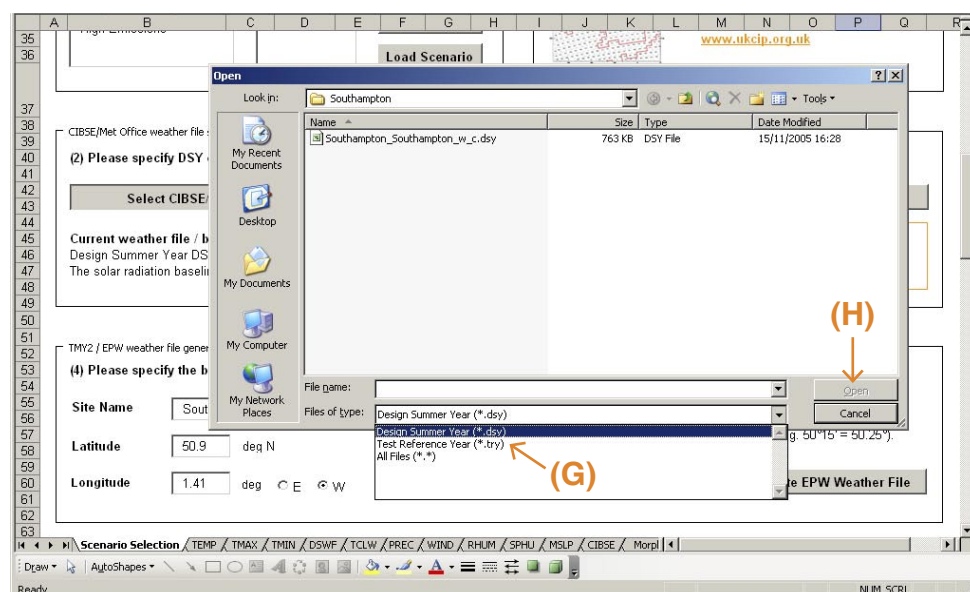 A B C D E F G H I J K L M N O P Q R
35
36
37
38
39
40
41
42
43
44
45
46
47
48
49
50
51
52
53
54
55
56
57
58
59
60
61
62
63
Load Scenario
www.ukcip.org.uk
Open
Look in:
Southampton
Tools
Name Size Type Date Modified
Southampton_Southampton_w_c.dsy 763 KB DSY File 15/11/2005 16:28
My Recent
Documents
Desktop
My Documents
My Computer
My Network
Places
CIBSE/Met Office weather file
(2) Please specify DSY
Select CIBSE/
Current weather file / b
Design Summer Year DS
The solar radiation baseli
TMY2 / EPW weather file gener
(4) Please specify the b
Site Name Sout
Latitude 50.9 deg N
Longitude 1.41 deg E W
File name:
Files of type: Design Summer Year (*.dsy)
Design Summer Year (*.dsy)
Test Reference Year (*.try)
All Files (*.*)
(G)
(H)
Open
Cancel
g. 50°15' = 50.25°).
te EPW Weather File
Scenario Selection / TEMP / TMAX / TMIN / DSWF / TCLW / PREC / WIND / RHUM / SPHU / MSLP / CIBSE / Morpl
Draw AutoShapes
Ready NUM SCRL